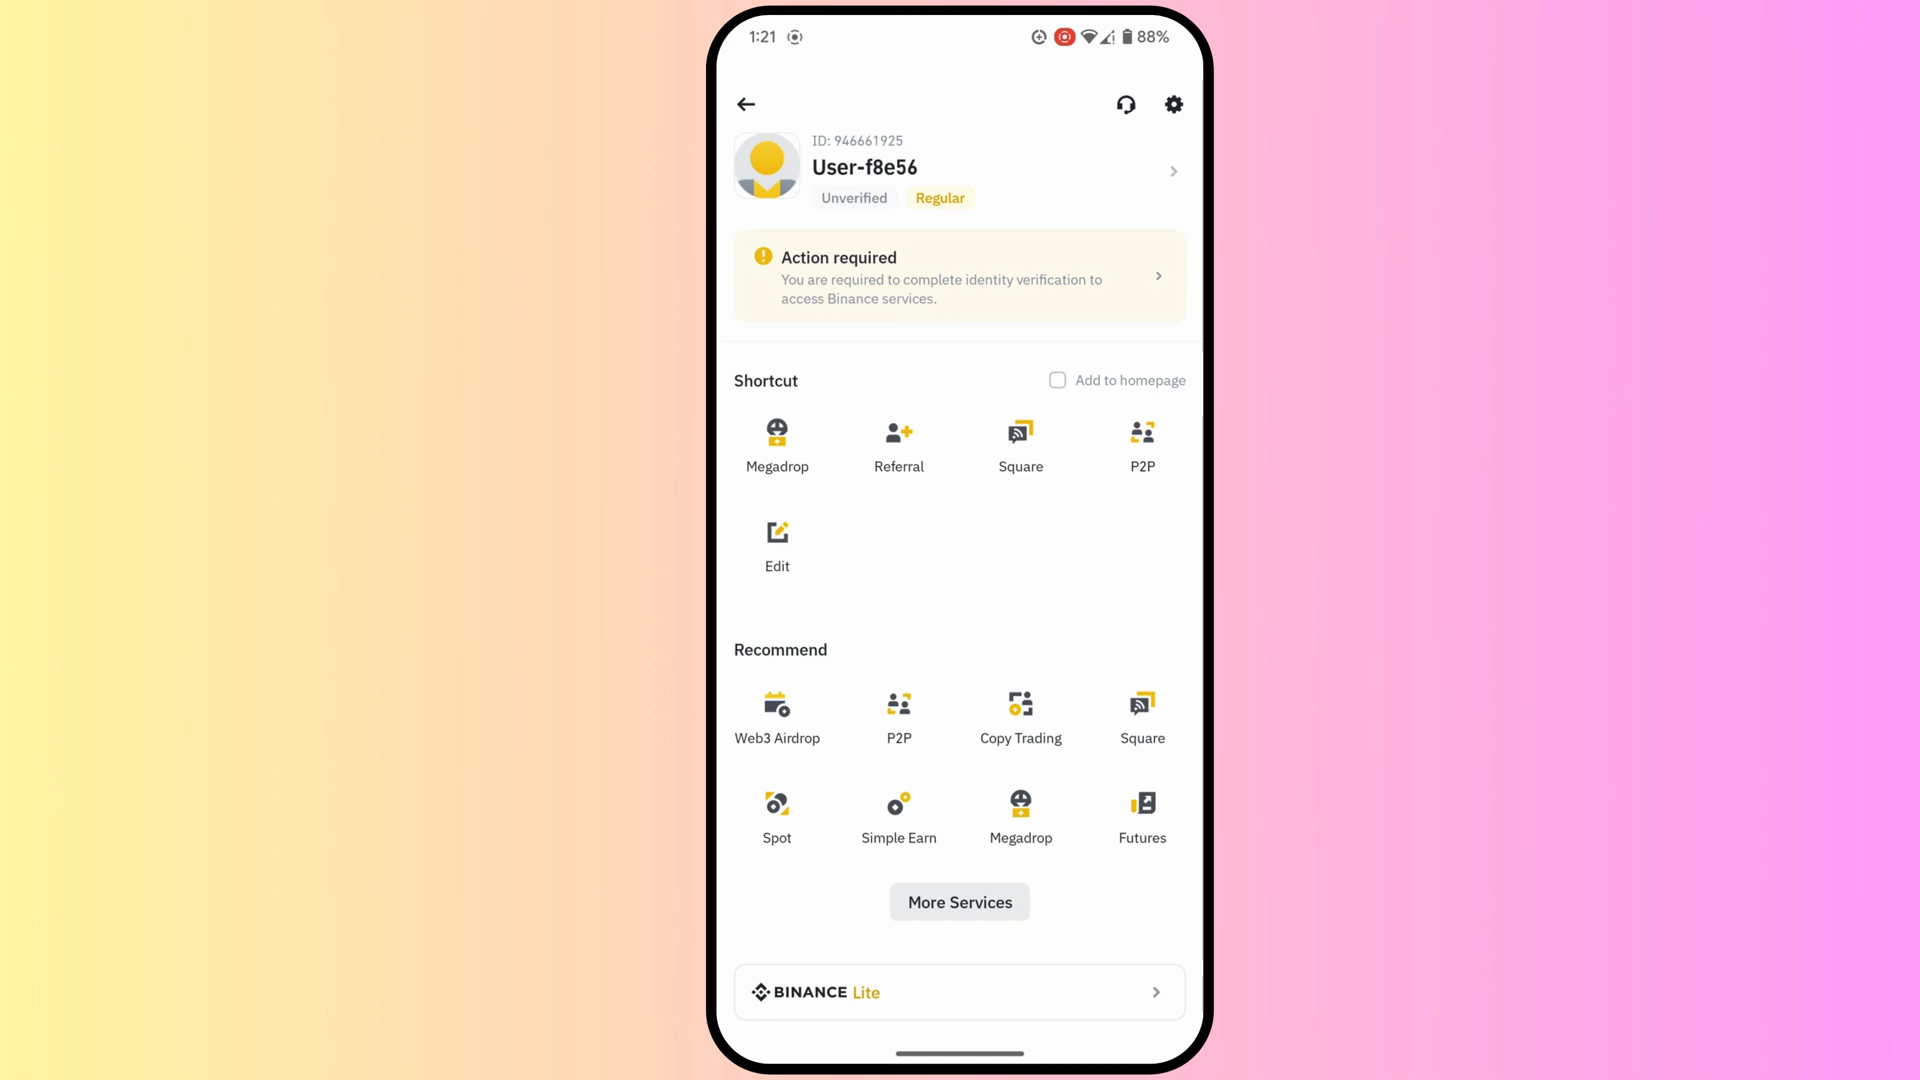 1:21
88%
ID: 946661925
User-f8e56
Unverified
Regular
Action required
You are required to complete identity verification to
access Binance services.
Shortcut
Add to homepage
Megadrop
Referral
Square
P2P
Edit
Recommend
Web3 Airdrop
P2P
Copy Trading
Square
Spot
Simple Earn
Megadrop
Futures
More Services
BINANCE Lite